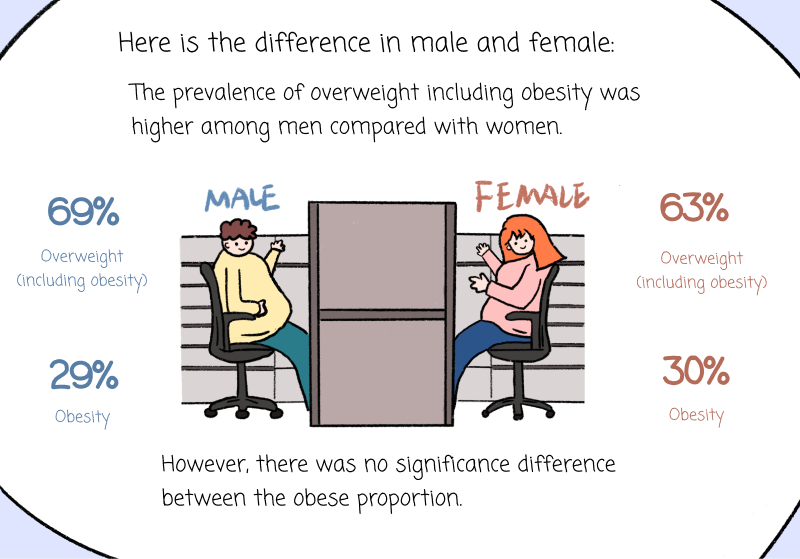 Here is the difference in male and female:
The prevalence of overweight including obesity was
higher among men compared with women.
MALE
FEMALE
69%
Overweight
(including obesity)
63%
Overweight
(including obesity)
29%
Obesity
30%
Obesity
However, there was no significance difference
between the obese proportion.